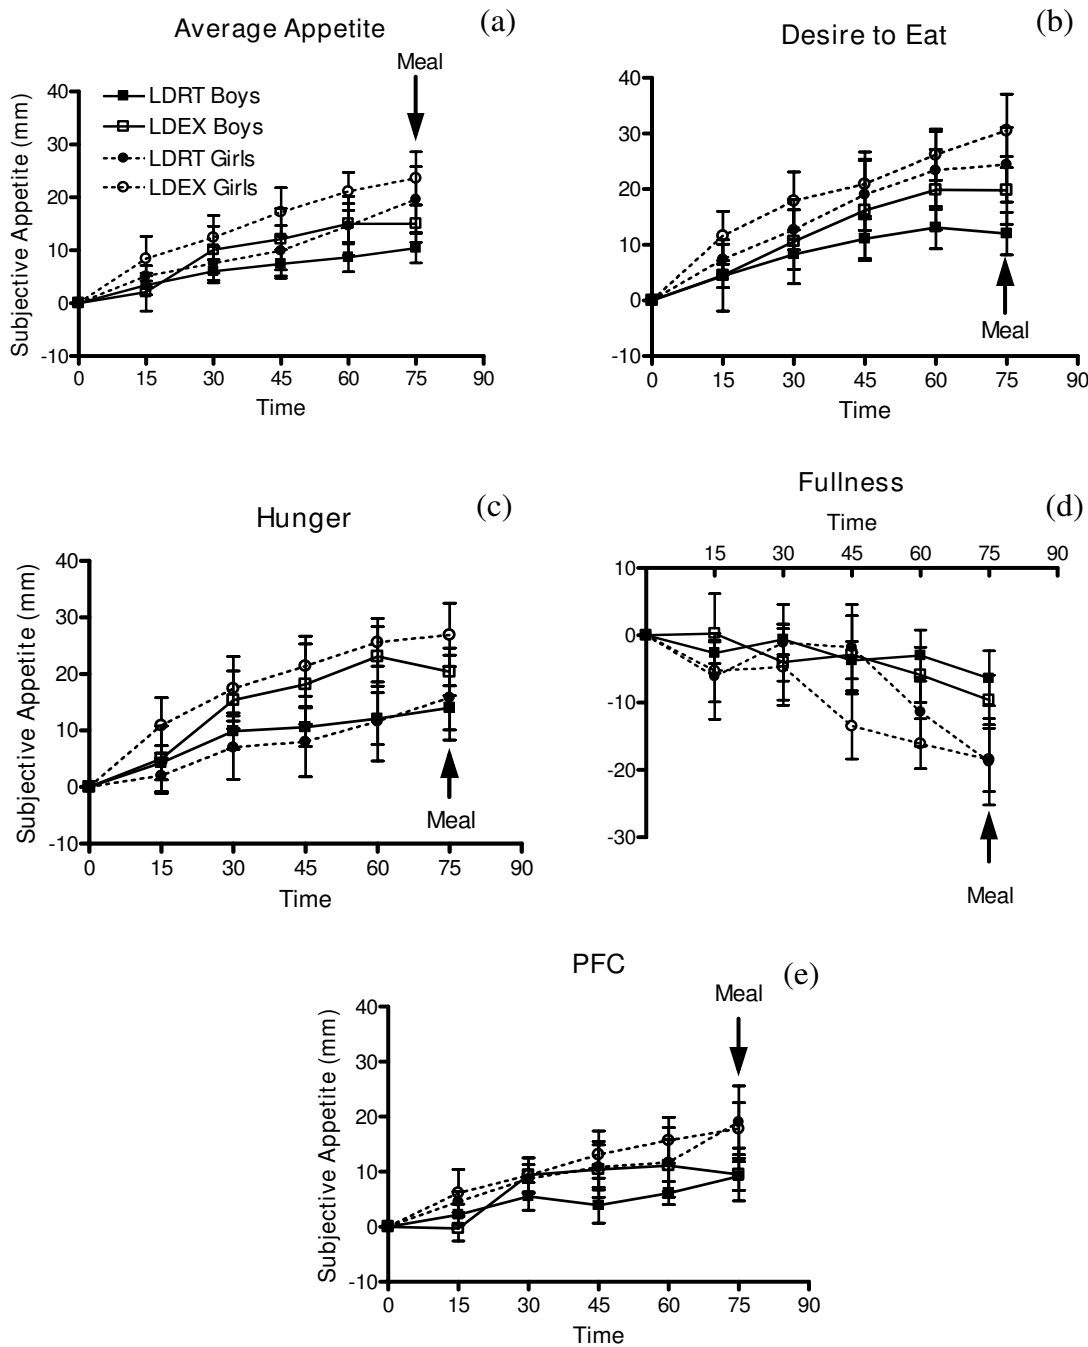 Average Appetite
(a)
Meal
Subjective Appetite (mm)
40
30
20
10
0
-10
LDRT Boys
LDEX Boys
LDRT Girls
LDEX Girls
0 15 30 45 60 75 90
Time
Desire to Eat
(b)
40
30
20
10
0
-10
Meal
0 15 30 45 60 75 90
Time
Hunger
(c)
Subjective Appetite (mm)
40
30
20
10
0
-10
Meal
0 15 30 45 60 75 90
Time
Fullness
(d)
Time
15 30 45 60 75 90
10
0
-10
-20
-30
Meal
PFC
(e)
Meal
Subjective Appetite (mm)
40
30
20
10
0
-10
0 15 30 45 60 75 90
Time